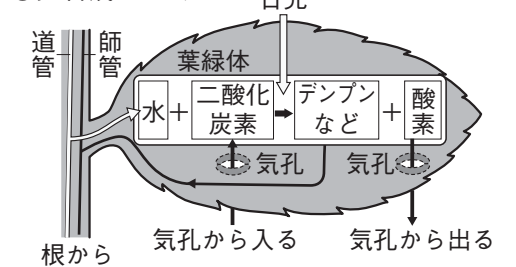 日光
道管
師管
葉緑体
水+二酸化炭素 デンプンなど+酸素
気孔
気孔
気孔から入る
気孔から出る
根から